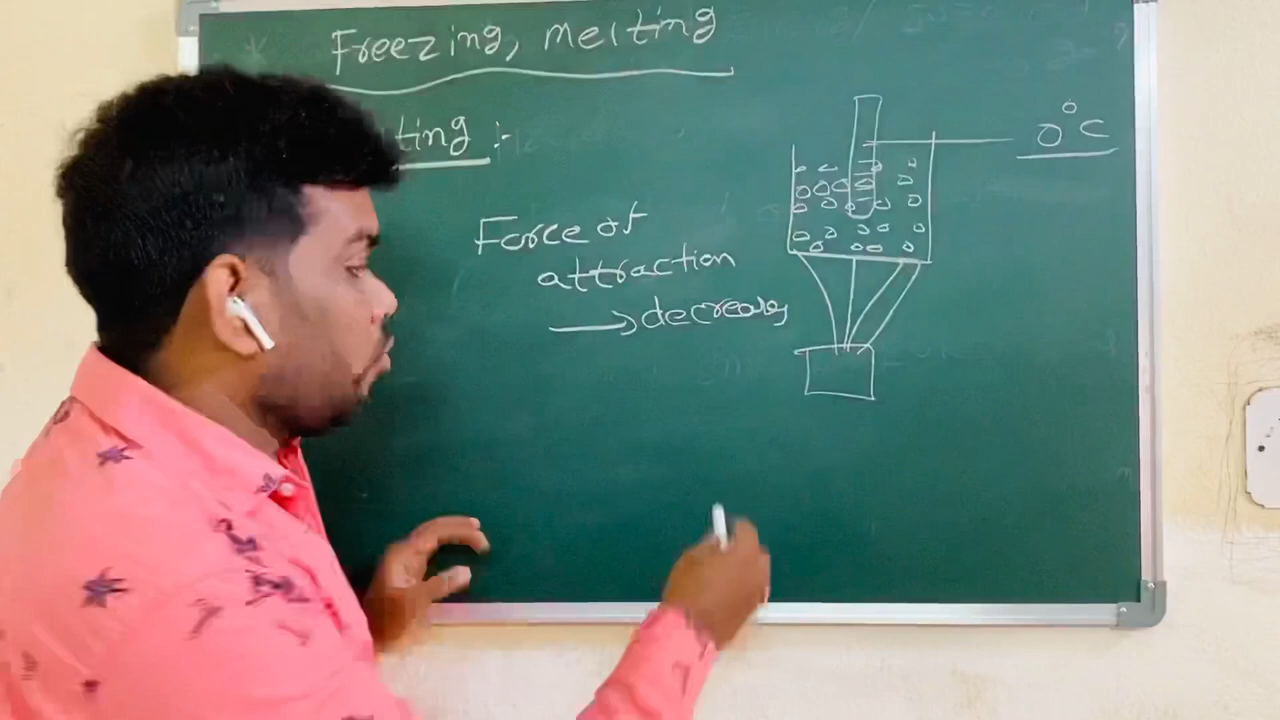 Freezing, melting
ting :-
0°C
Force of
attraction
→ decreases